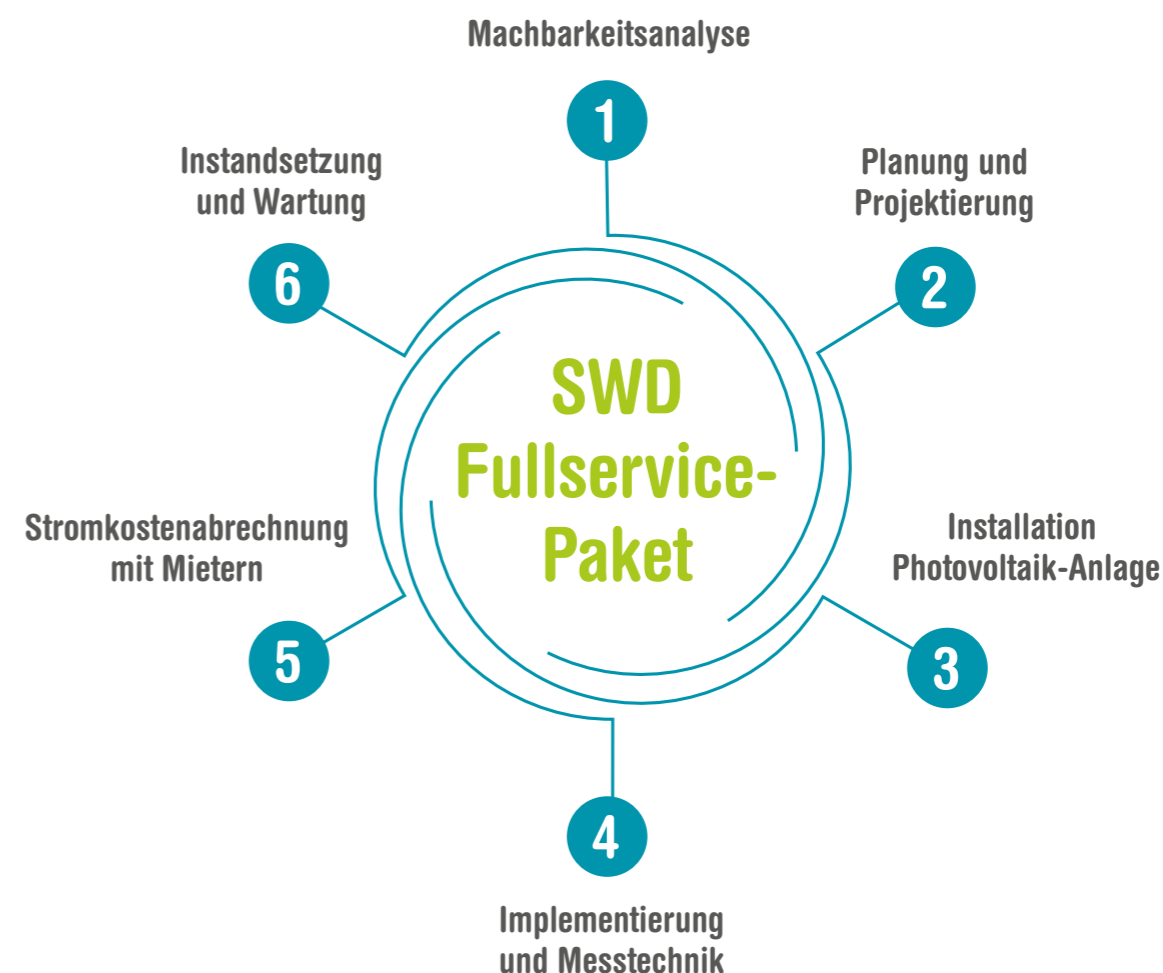 Machbarkeitsanalyse
1
Planung und
Projektierung
2
Installation
Photovoltaik-Anlage
3
4
Implementierung
und Messtechnik
Stromkostenabrechnung
mit Mietern
5
Instandsetzung
und Wartung
6
SWD
Fullservice-
Paket